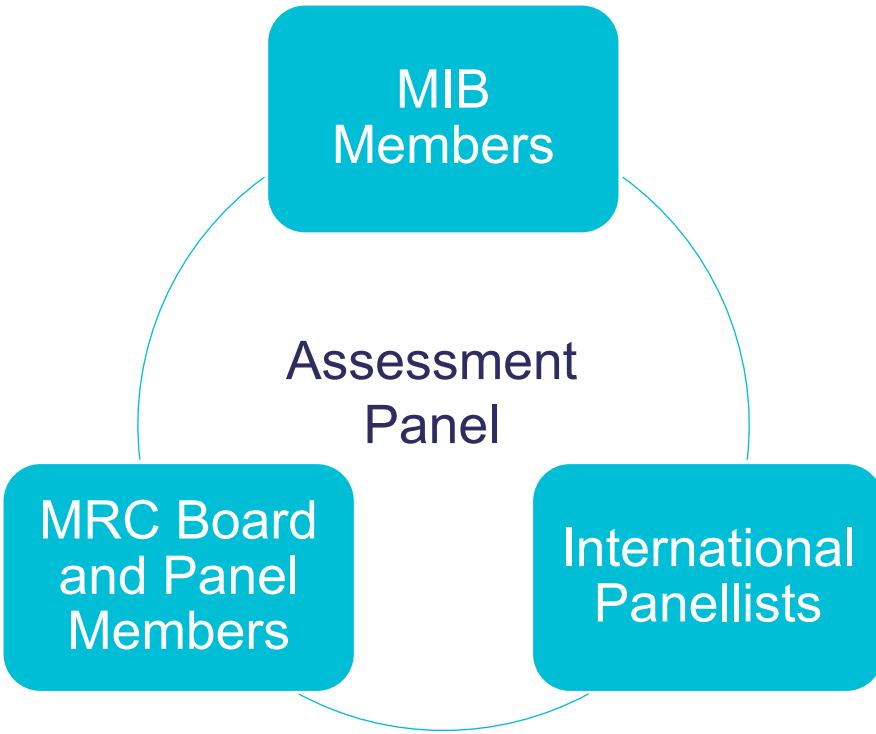 MIB
Members
Assessment
Panel
MRC Board
and Panel
Members
International
Panellists